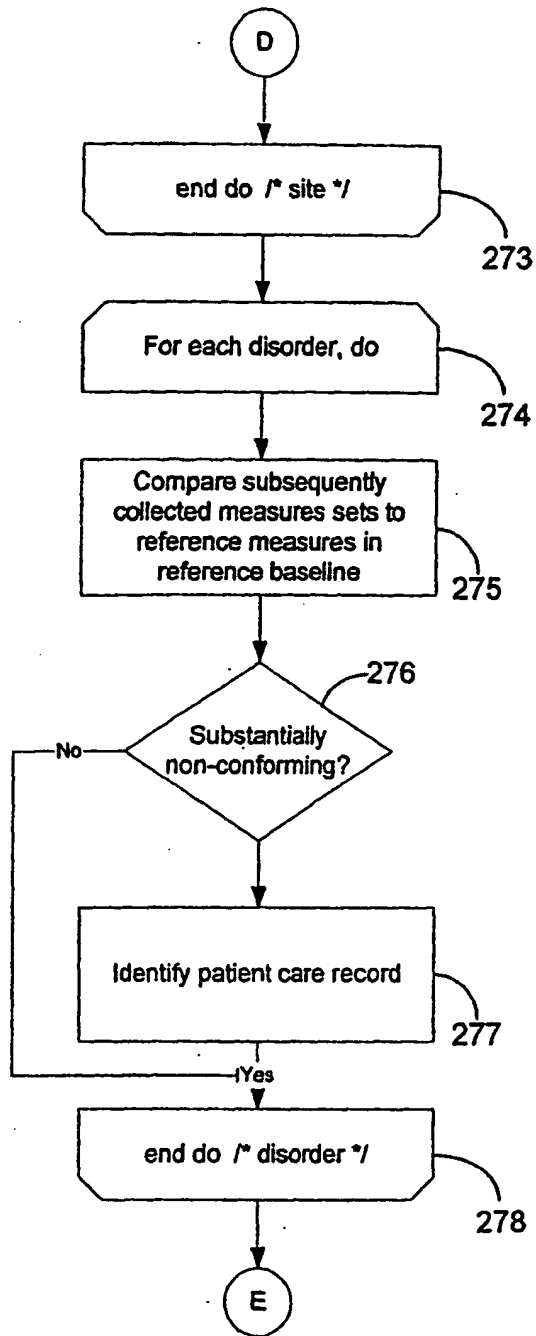 D
end do /* site */
273
For each disorder, do
274
Compare subsequently
collected measures sets to
reference measures in
reference baseline
275
276
Substantially
non-conforming?
No
Identify patient care record
277
Yes
end do /* disorder */
278
E